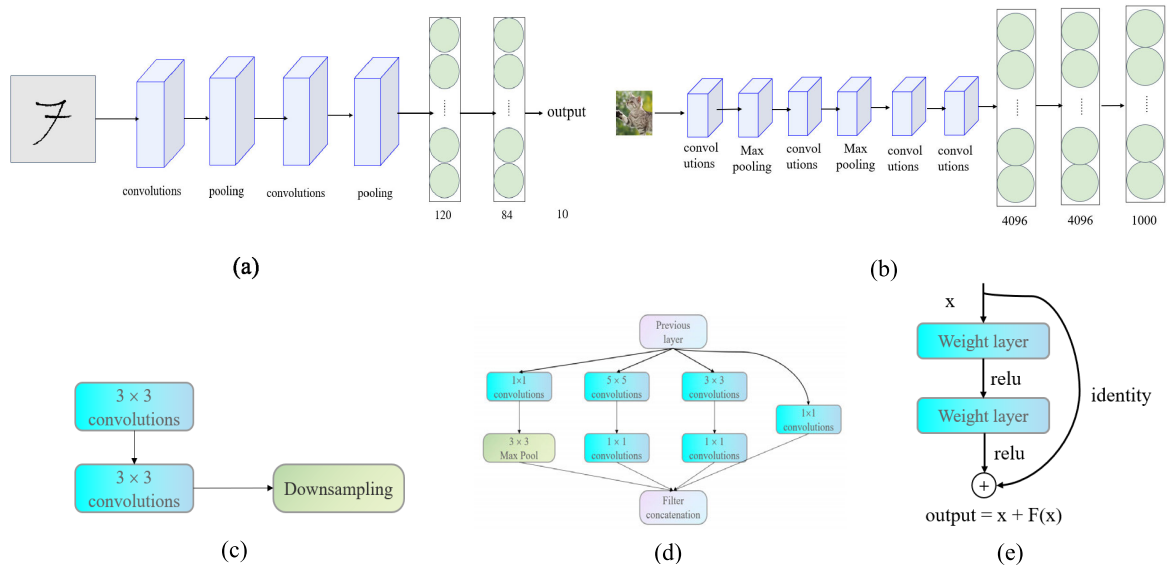 output
convolutions
pooling
convolutions
pooling
120
84
10
(a)
convol
utions
Max
pooling
convol
utions
Max
pooling
convol
utions
convol
utions
4096
4096
1000
(b)
3 × 3
convolutions
3 × 3
convolutions
Downsampling
(c)
Previous
layer
1×1
convolutions
5 × 5
convolutions
3 × 3
convolutions
1×1
convolutions
3 × 3
Max Pool
1 × 1
convolutions
1 × 1
convolutions
Filter
concatenation
(d)
x
Weight layer
relu
identity
Weight layer
relu
+
output = x + F(x)
(e)